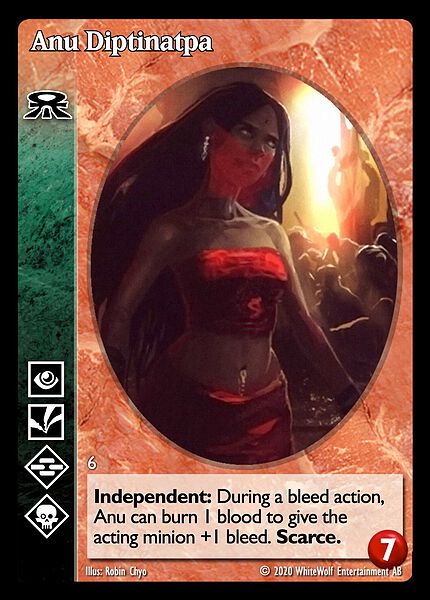 Anu Diptinatpa
6
Independent: During a bleed action,
Anu can burn 1 blood to give the
acting minion +1 bleed. Scarce.
7
Illus: Robin Chyo
© 2020 WhiteWolf Entertainment AB